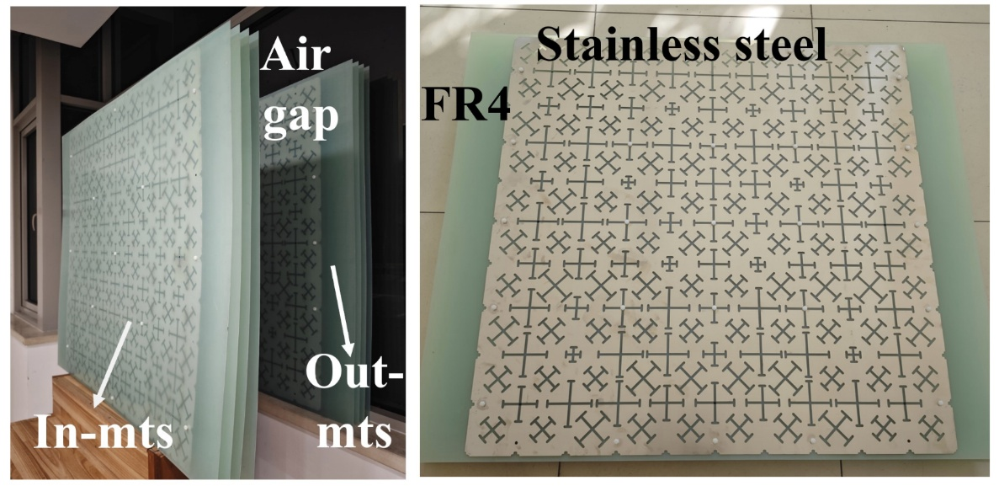 Air
gap
In-mts
Out-
mts
Stainless steel
FR4